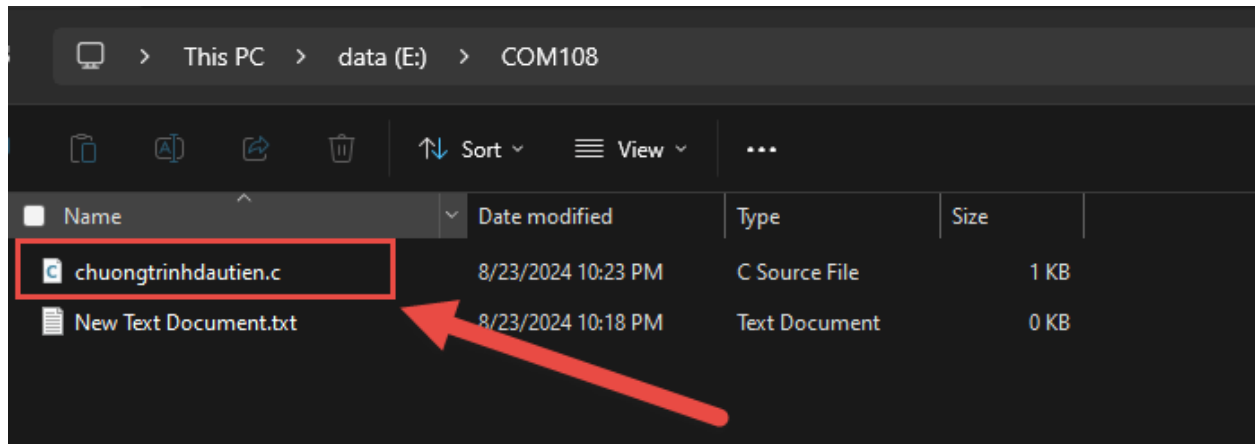 This PC > data (E:) > COM108
Sort View ...
Name Date modified Type Size
chuongtrinhdautien.c 8/23/2024 10:23 PM C Source File 1 KB
New Text Document.txt 8/23/2024 10:18 PM Text Document 0 KB